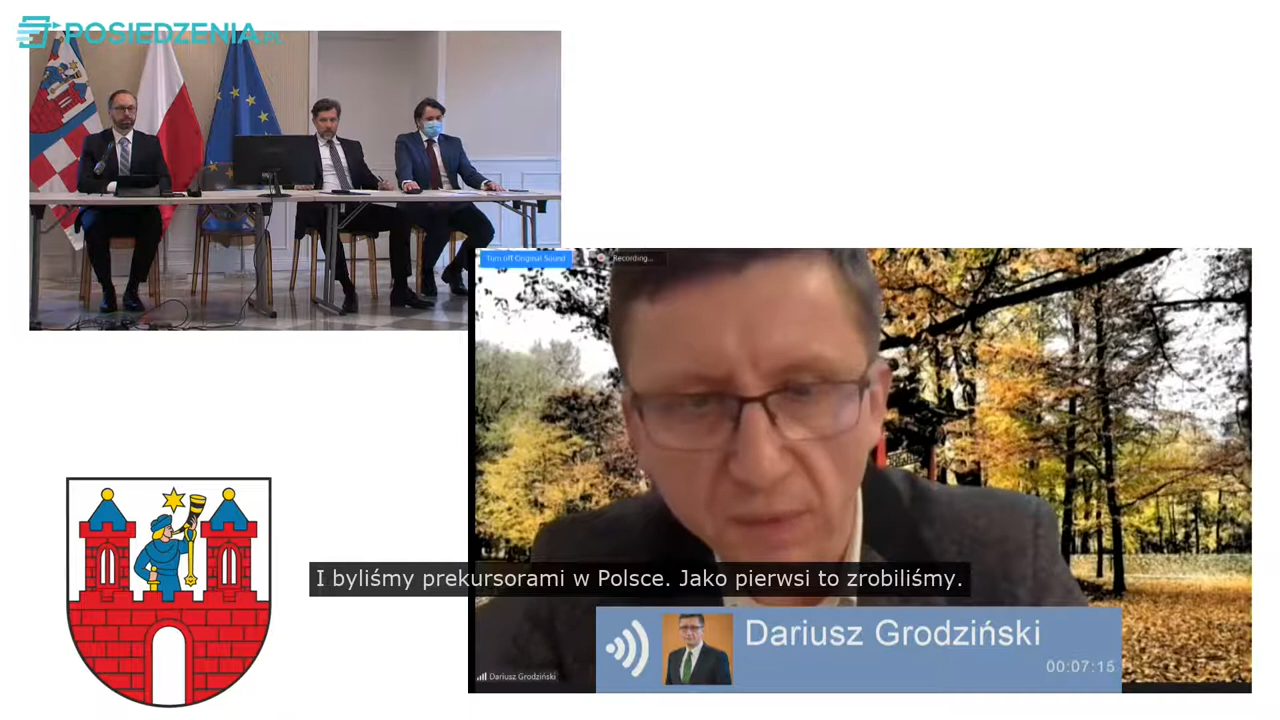 POSIEDZENIA.PL
Turn off Original Sound
Recording...
I byliśmy prekursorami w Polsce. Jako pierwsi to zrobiliśmy.
Dariusz Grodziński
00:07:15
Dariusz Grodziński